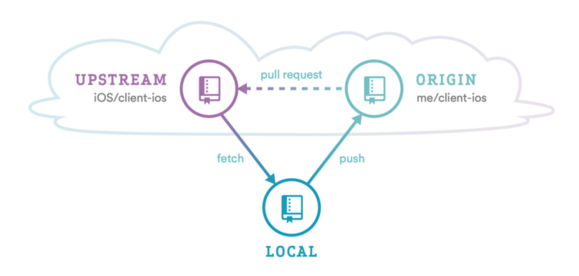 UPSTREAM
iOS/client-ios
pull request
ORIGIN
me/client-ios
fetch
push
LOCAL